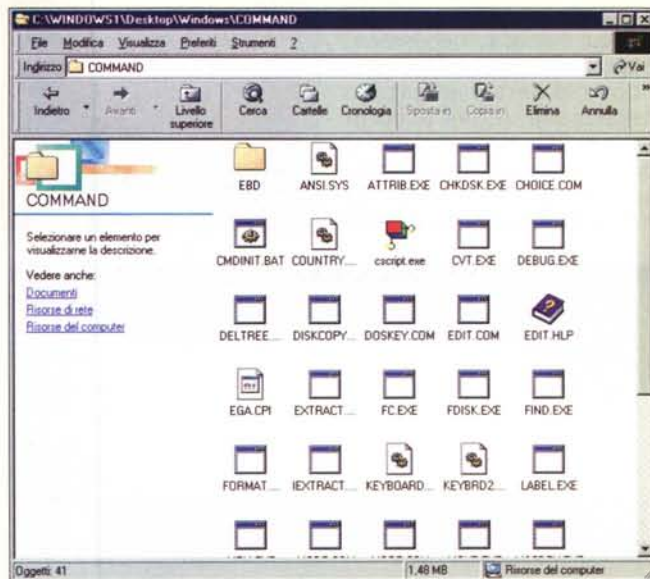 C:\WINDOWS1\Desktop\Windows\COMMAND
File Modifica Visualizza Preferiti Strumenti ?
Indirizzo COMMAND Vai
Indietro Avanti Livello superiore Cerca Cartelle Cronologia Sposta in Copia in Elimina Annulla »
COMMAND
Selezionare un elemento per
visualizzarne la descrizione.
Vedere anche:
Documenti
Risorse di rete
Risorse del computer
EBD ANSI.SYS ATTRIB.EXE CHKDSK.EXE CHOICE.COM
CMDINIT.BAT COUNTRY.... cscript.exe CVT.EXE DEBUG.EXE
DELTREE.... DISKCOPY.... DOSKEY.COM EDIT.COM EDIT.HLP
EGA.CPI EXTRACT.... FC.EXE FDISK.EXE FIND.EXE
FORMAT.... IEXTRACT.... KEYBOARD.... KEYBRD2.... LABEL.EXE
Oggetti: 41 1,48 MB Risorse del computer